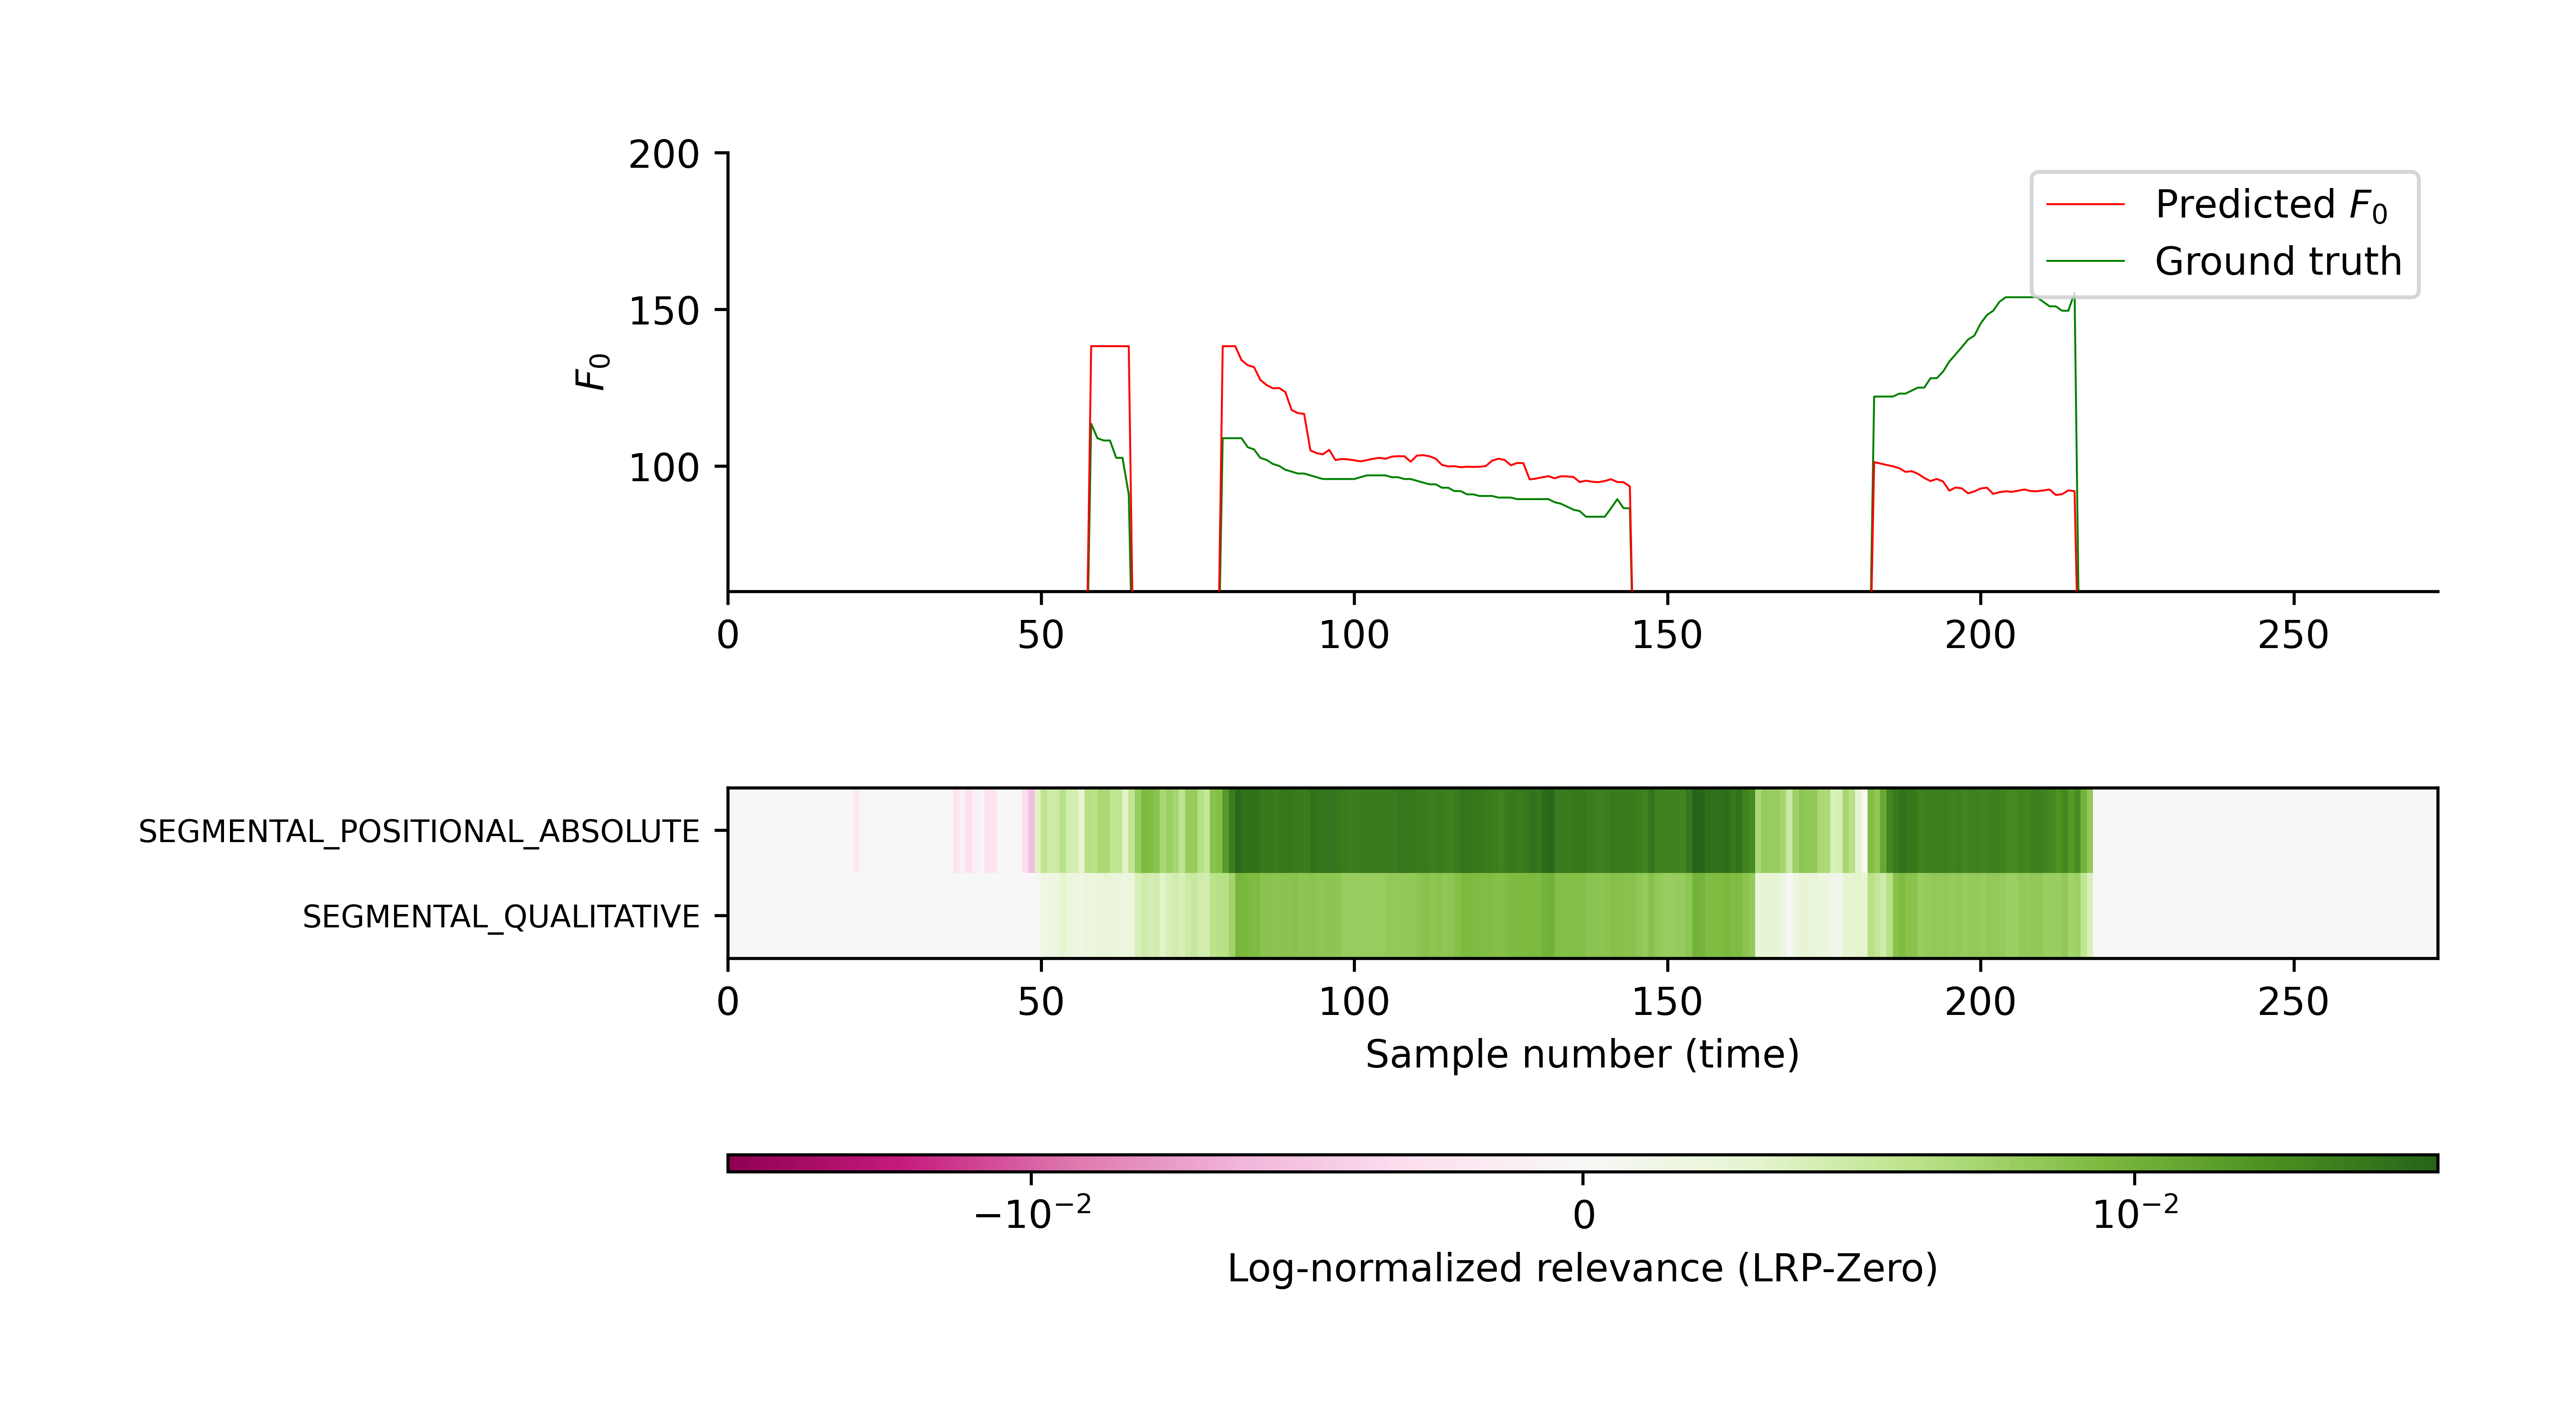 200
150
100
F0
Predicted F0
Ground truth
0 50 100 150 200 250
SEGMENTAL_POSITIONAL_ABSOLUTE
SEGMENTAL_QUALITATIVE
0 50 100 150 200 250
Sample number (time)
−10⁻² 0 10⁻²
Log-normalized relevance (LRP-Zero)